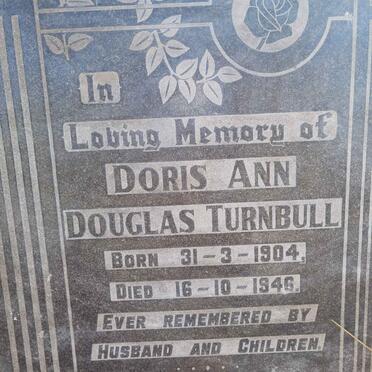 In
Loving Memory of
DORIS ANN
DOUGLAS TURNBULL
BORN 31-3-1904,
DIED 16-10-1946.
EVER REMEMBERED BY
HUSBAND AND CHILDREN.